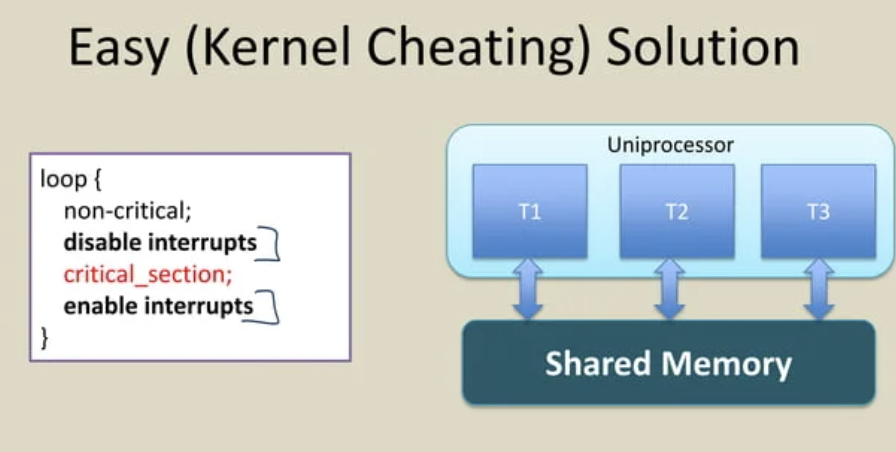 Easy (Kernel Cheating) Solution
loop {
non-critical;
disable interrupts
critical_section;
enable interrupts
}
Uniprocessor
T1
T2
T3
Shared Memory